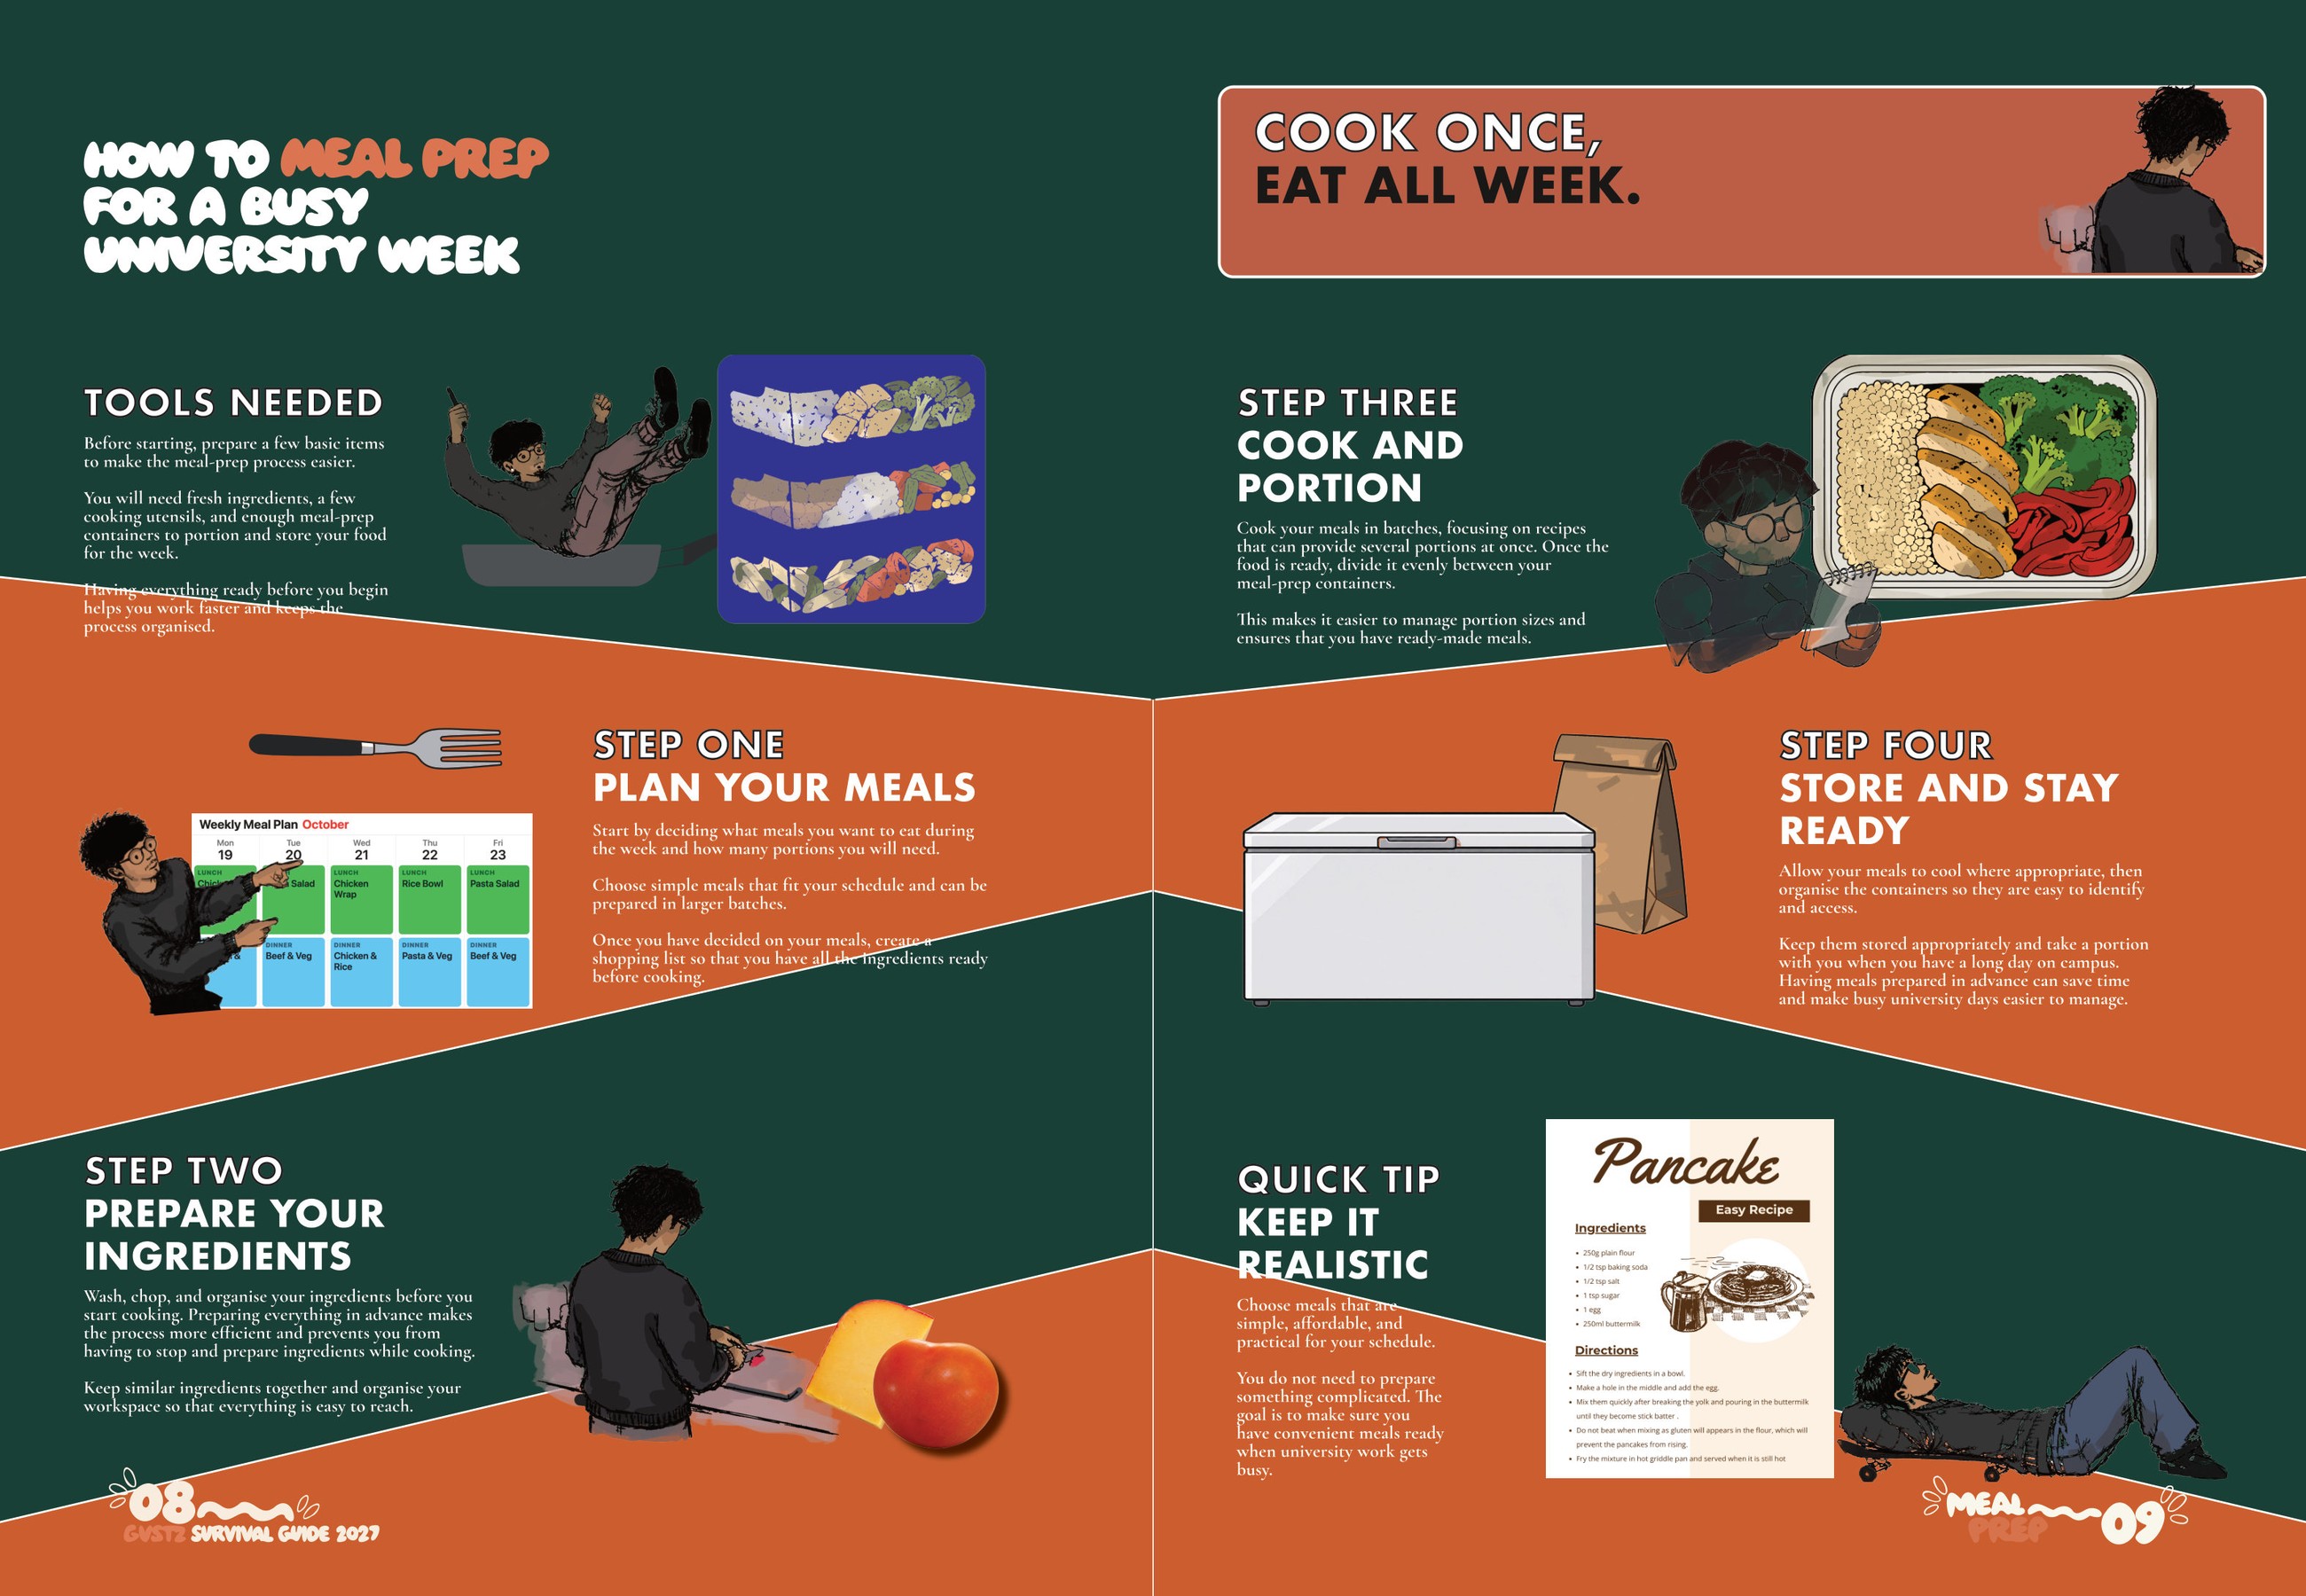 HOW TO MEAL PREP
FOR A BUSY
UNIVERSITY WEEK
TOOLS NEEDED
Before starting, prepare a few basic items
to make the meal-prep process easier.
You will need fresh ingredients, a few
cooking utensils, and enough meal-prep
containers to portion and store your food
for the week.
Having everything ready before you begin
helps you work faster and keeps the
process organised.
STEP ONE
PLAN YOUR MEALS
Start by deciding what meals you want to eat during
the week and how many portions you will need.
Choose simple meals that fit your schedule and can be
prepared in larger batches.
Once you have decided on your meals, create a
shopping list so that you have all the ingredients ready
before cooking.
Weekly Meal Plan October
Mon Tue Wed Thu Fri
19 20 21 22 23
LUNCH LUNCH LUNCH LUNCH
Salad Chicken Rice Bowl Pasta Salad
Wrap
DINNER DINNER DINNER DINNER
& Beef & Veg Chicken & Pasta & Veg Beef & Veg
Rice
STEP TWO
PREPARE YOUR
INGREDIENTS
Wash, chop, and organise your ingredients before you
start cooking. Preparing everything in advance makes
the process more efficient and prevents you from
having to stop and prepare ingredients while cooking.
Keep similar ingredients together and organise your
workspace so that everything is easy to reach.
08
GUSTZ SURVIVAL GUIDE 2027
COOK ONCE,
EAT ALL WEEK.
STEP THREE
COOK AND
PORTION
Cook your meals in batches, focusing on recipes
that can provide several portions at once. Once the
food is ready, divide it evenly between your
meal-prep containers.
This makes it easier to manage portion sizes and
ensures that you have ready-made meals.
STEP FOUR
STORE AND STAY
READY
Allow your meals to cool where appropriate, then
organise the containers so they are easy to identify
and access.
Keep them stored appropriately and take a portion
with you when you have a long day on campus.
Having meals prepared in advance can save time
and make busy university days easier to manage.
QUICK TIP
KEEP IT
REALISTIC
Choose meals that are
simple, affordable, and
practical for your schedule.
You do not need to prepare
something complicated. The
goal is to make sure you
have convenient meals ready
when university work gets
busy.
Pancake
Easy Recipe
Ingredients
• 250g plain flour
• 1/2 tsp baking soda
• 1/2 tsp salt
• 1 tsp sugar
• 1 egg
• 250ml buttermilk
Directions
• Sift the dry ingredients in a bowl.
• Make a hole in the middle and add the egg.
• Mix them quickly after breaking the yolk and pouring in the buttermilk
until they become stick batter .
• Do not beat when mixing as gluten will appears in the flour, which will
prevent the pancakes from rising.
• Fry the mixture in hot griddle pan and served when it is still hot
MEAL 09
PREP